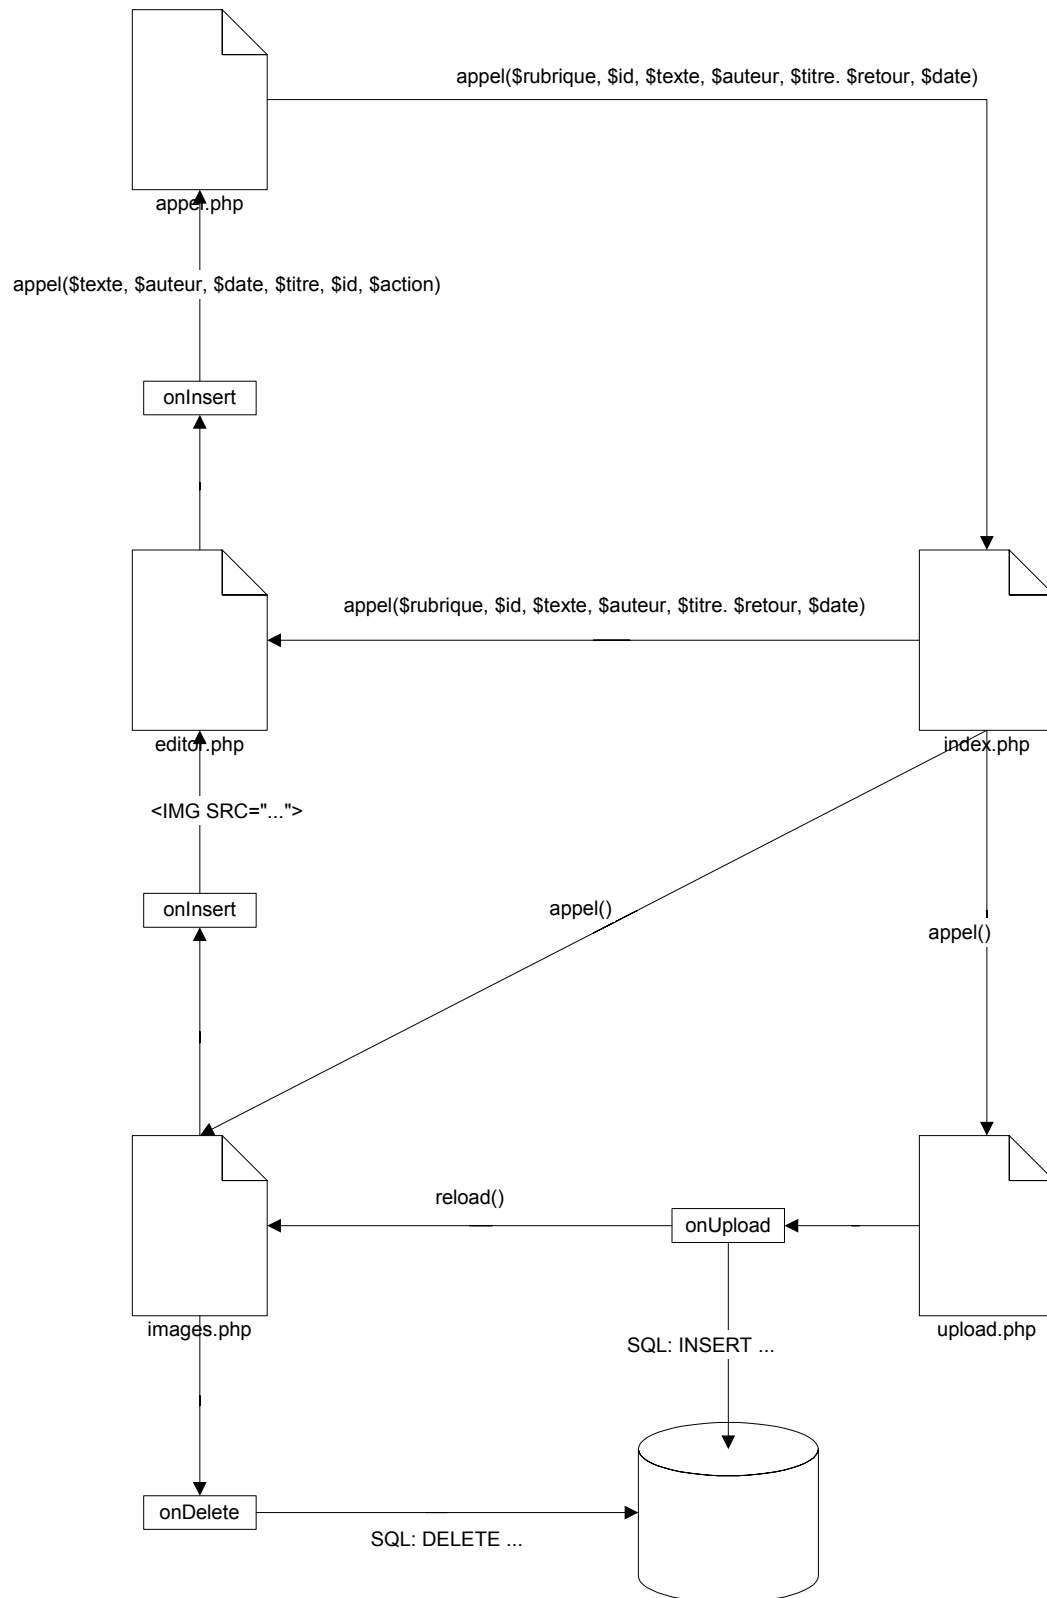 appel($rubrique, $id, $texte, $auteur, $titre. $retour, $date)
appel.php
appel($texte, $auteur, $date, $titre, $id, $action)
onInsert
appel($rubrique, $id, $texte, $auteur, $titre. $retour, $date)
editor.php
index.php
<IMG SRC="...">
onInsert
appel()
appel()
reload()
onUpload
images.php
upload.php
SQL: INSERT ...
onDelete
SQL: DELETE ...